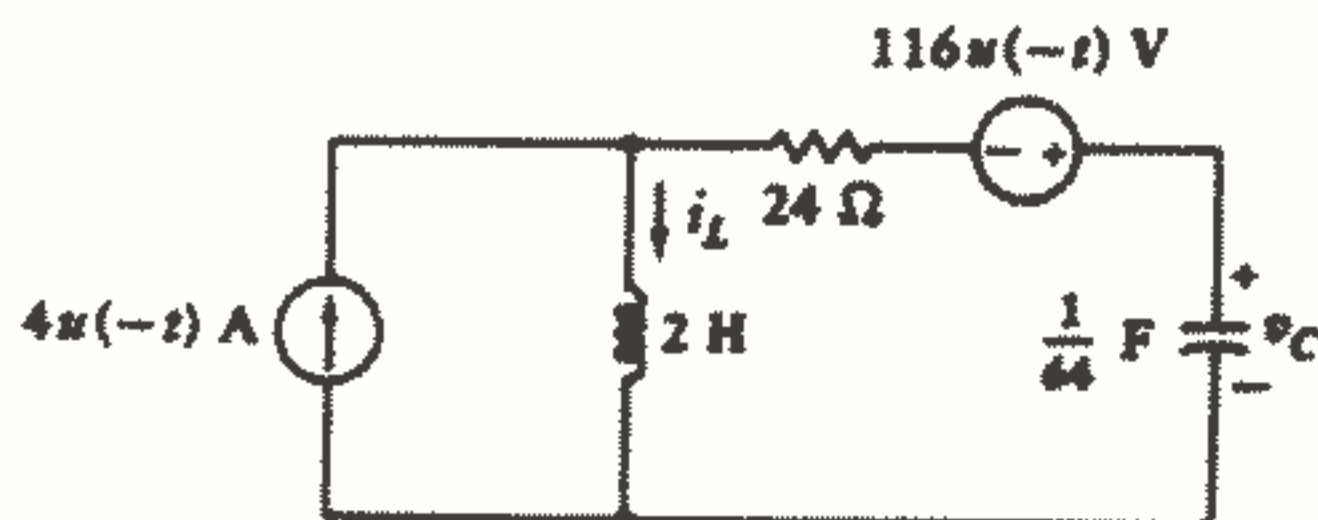 116u(−t) V
− +
i_L 24 Ω
4u(−t) A
2 H
1/64 F
+
v_C
−